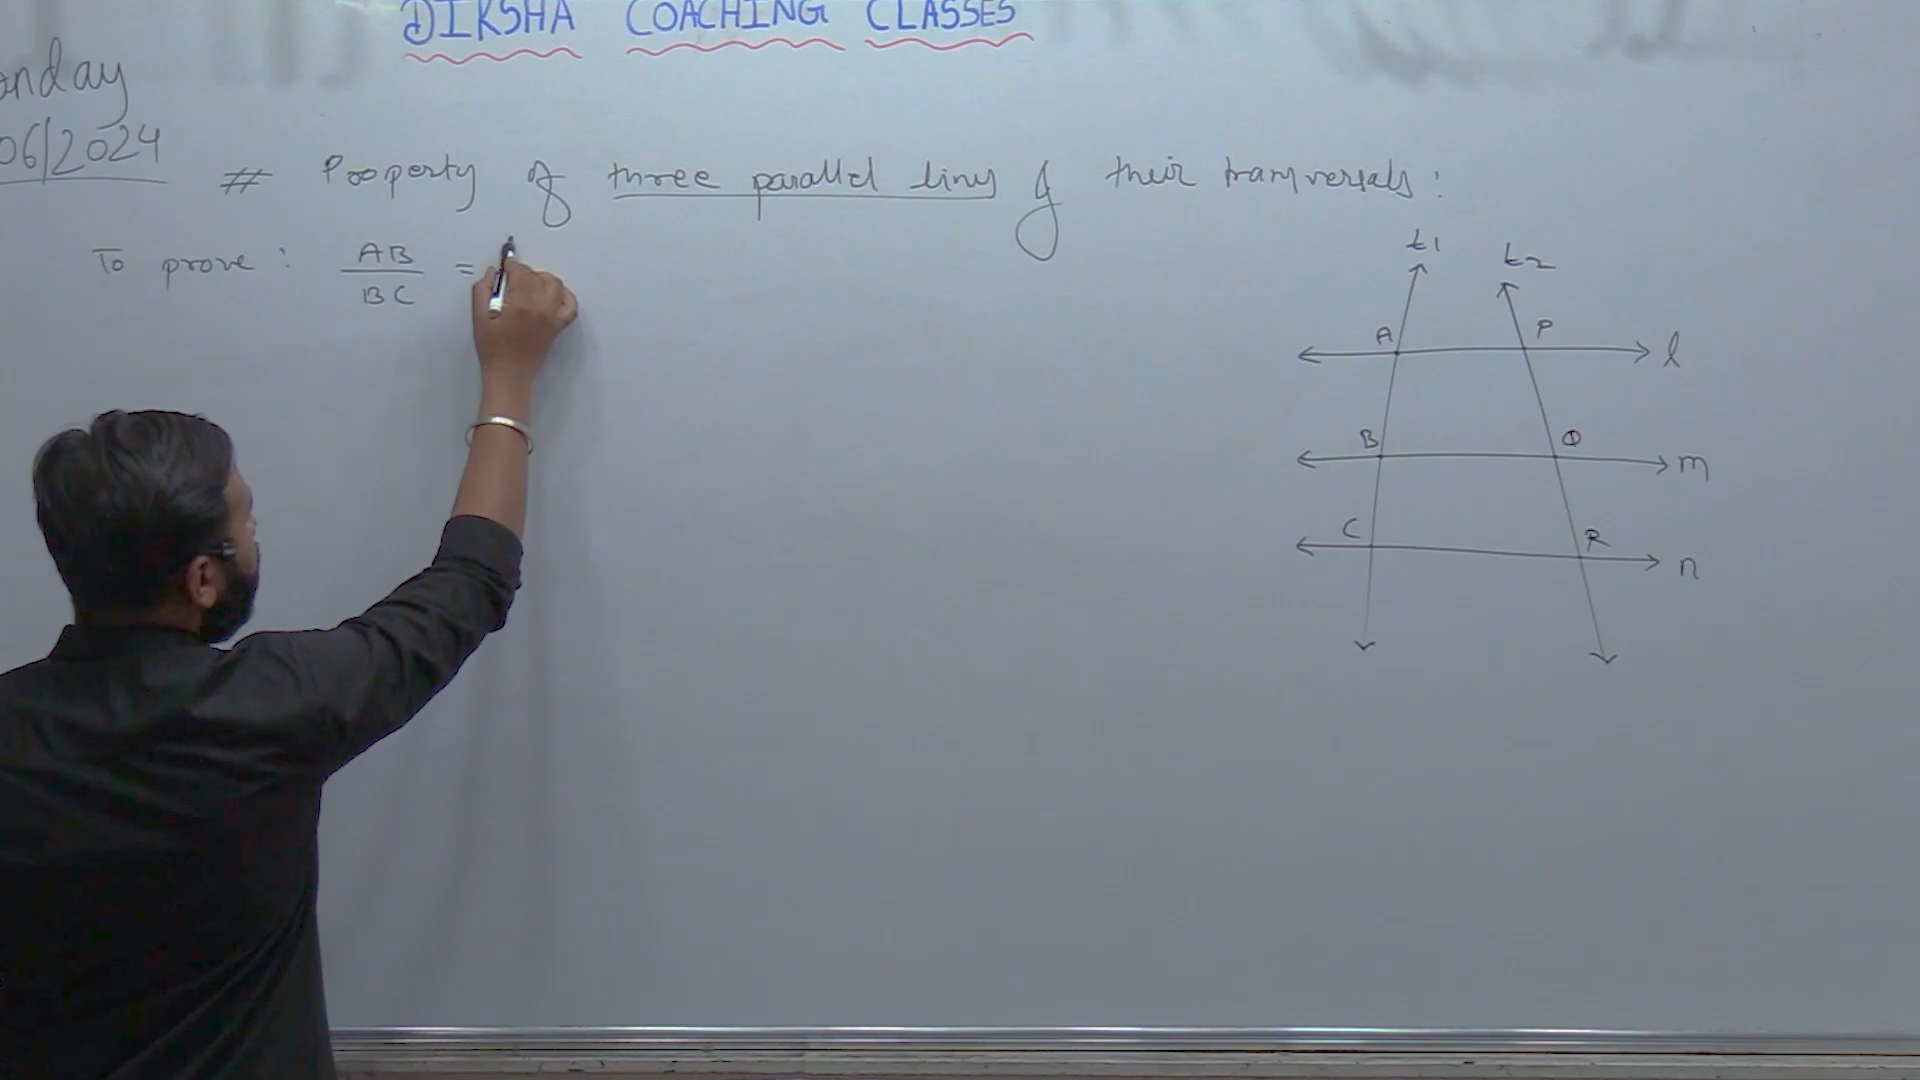 DIKSHA COACHING CLASSES
onday
06/2024
# Property of three parallel lines & their transversals :
To prove : AB
BC =
t1
t2
A
P
l
B
Q
m
C
R
n